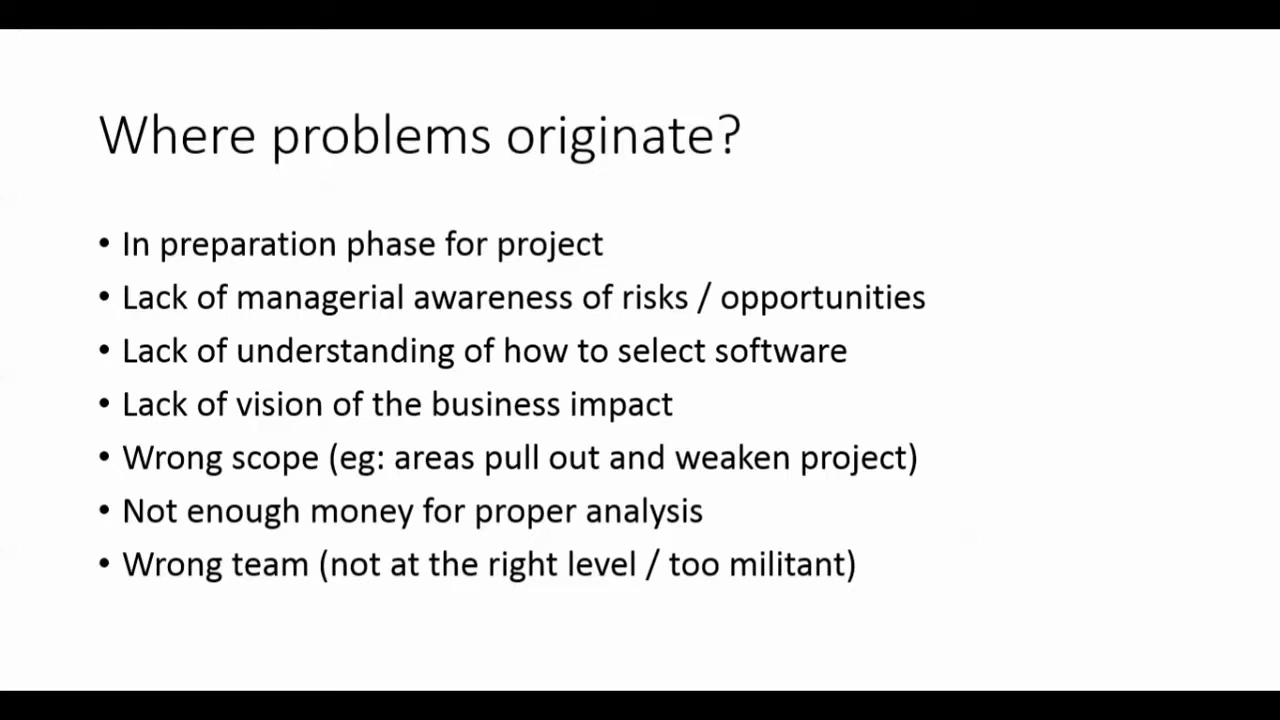 Where problems originate?
• In preparation phase for project
• Lack of managerial awareness of risks / opportunities
• Lack of understanding of how to select software
• Lack of vision of the business impact
• Wrong scope (eg: areas pull out and weaken project)
• Not enough money for proper analysis
• Wrong team (not at the right level / too militant)